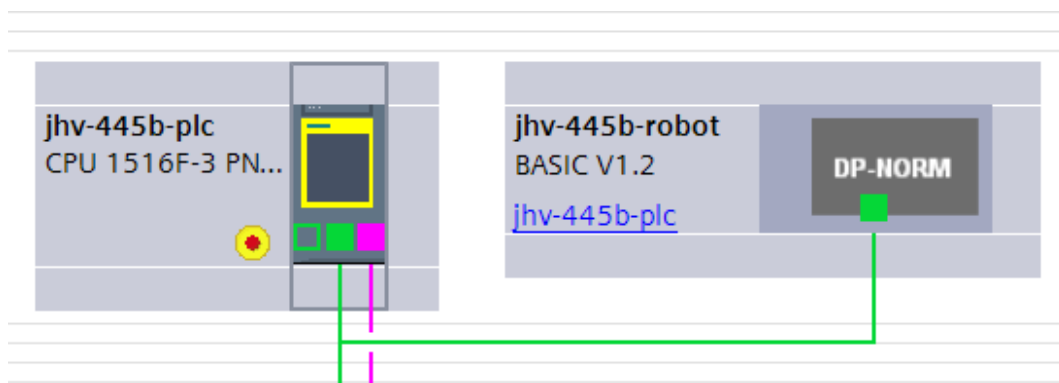 jhv-445b-plc
CPU 1516F-3 PN...
jhv-445b-robot
BASIC V1.2
jhv-445b-plc
DP-NORM